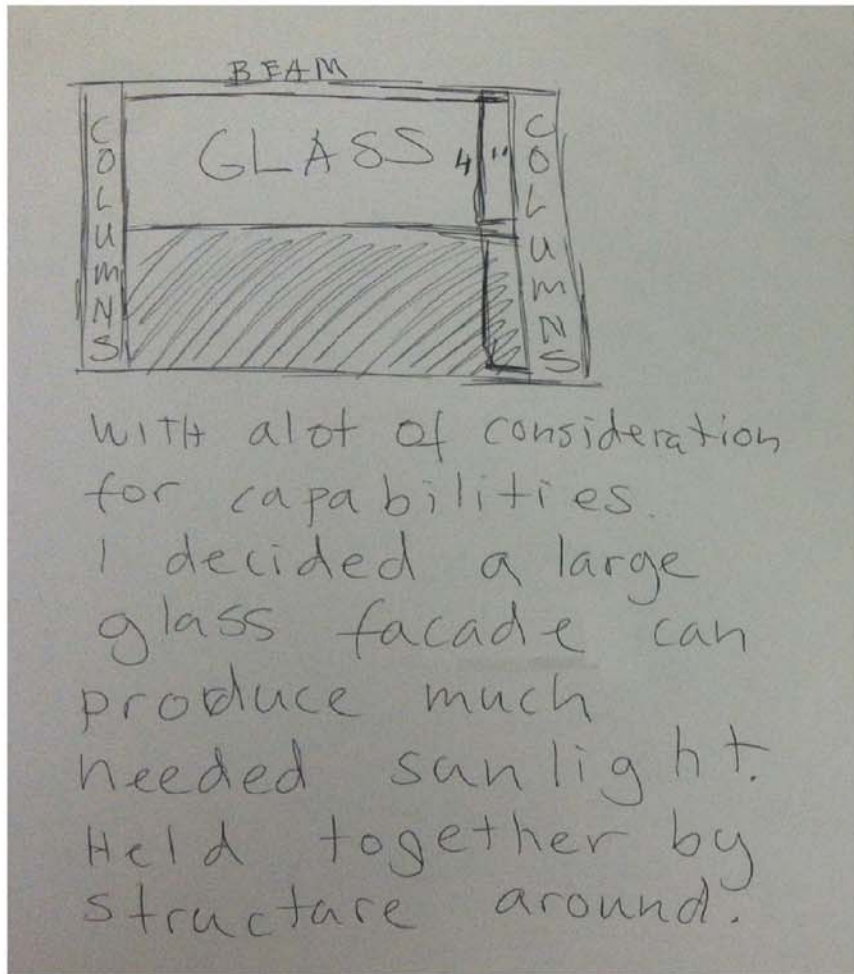 BEAM
COLUMNS
GLASS
4"
COLUMNS
WITH alot of consideration
for capabilities.
I decided a large
glass facade can
produce much
needed sunlight.
Held together by
structure around.